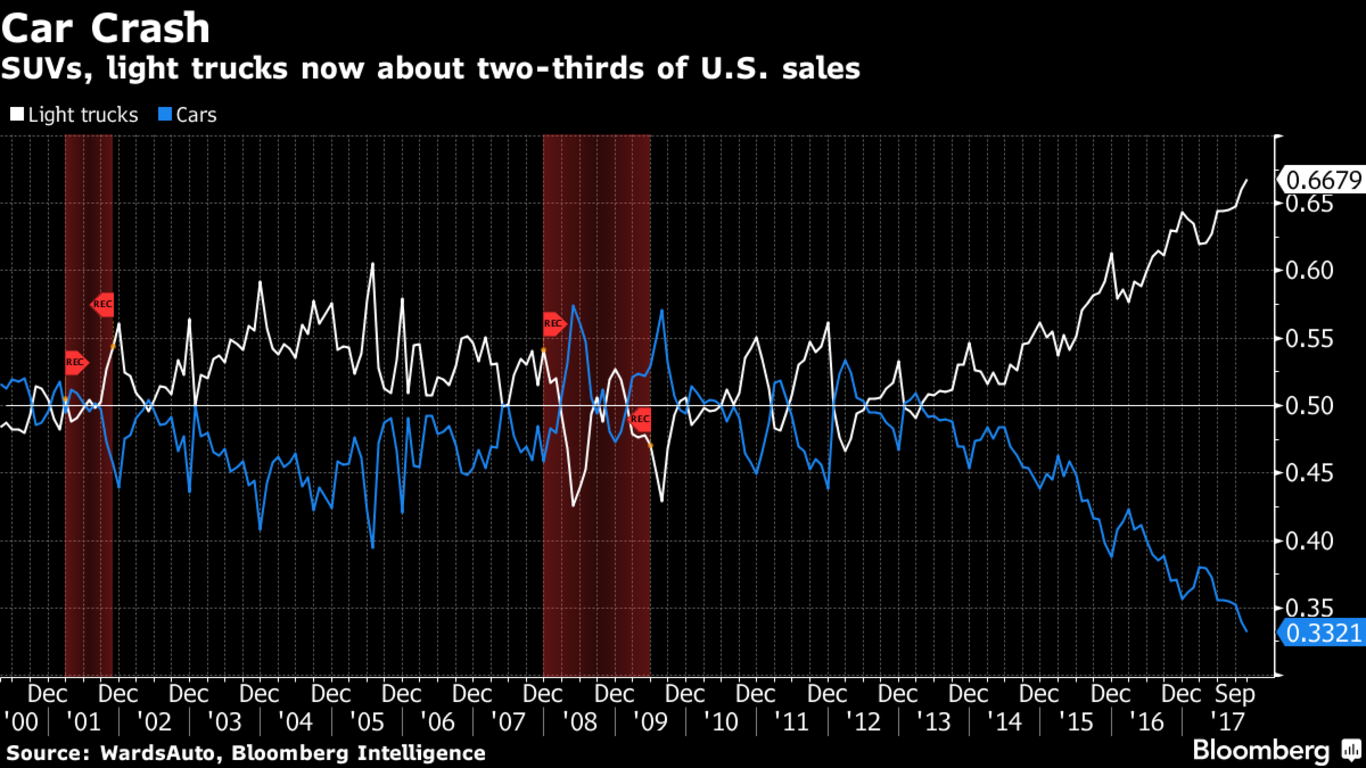 Car Crash
SUVs, light trucks now about two-thirds of U.S. sales
Light trucks Cars
0.6679
0.65
0.60
REC
REC
0.55
REC
0.50
REC
0.45
0.40
0.35
0.3321
Dec Dec Dec Dec Dec Dec Dec Dec Dec Dec Dec Dec Dec Dec Dec Dec Dec Sep
'00 '01 '02 '03 '04 '05 '06 '07 '08 '09 '10 '11 '12 '13 '14 '15 '16 '17
Source: WardsAuto, Bloomberg Intelligence
Bloomberg